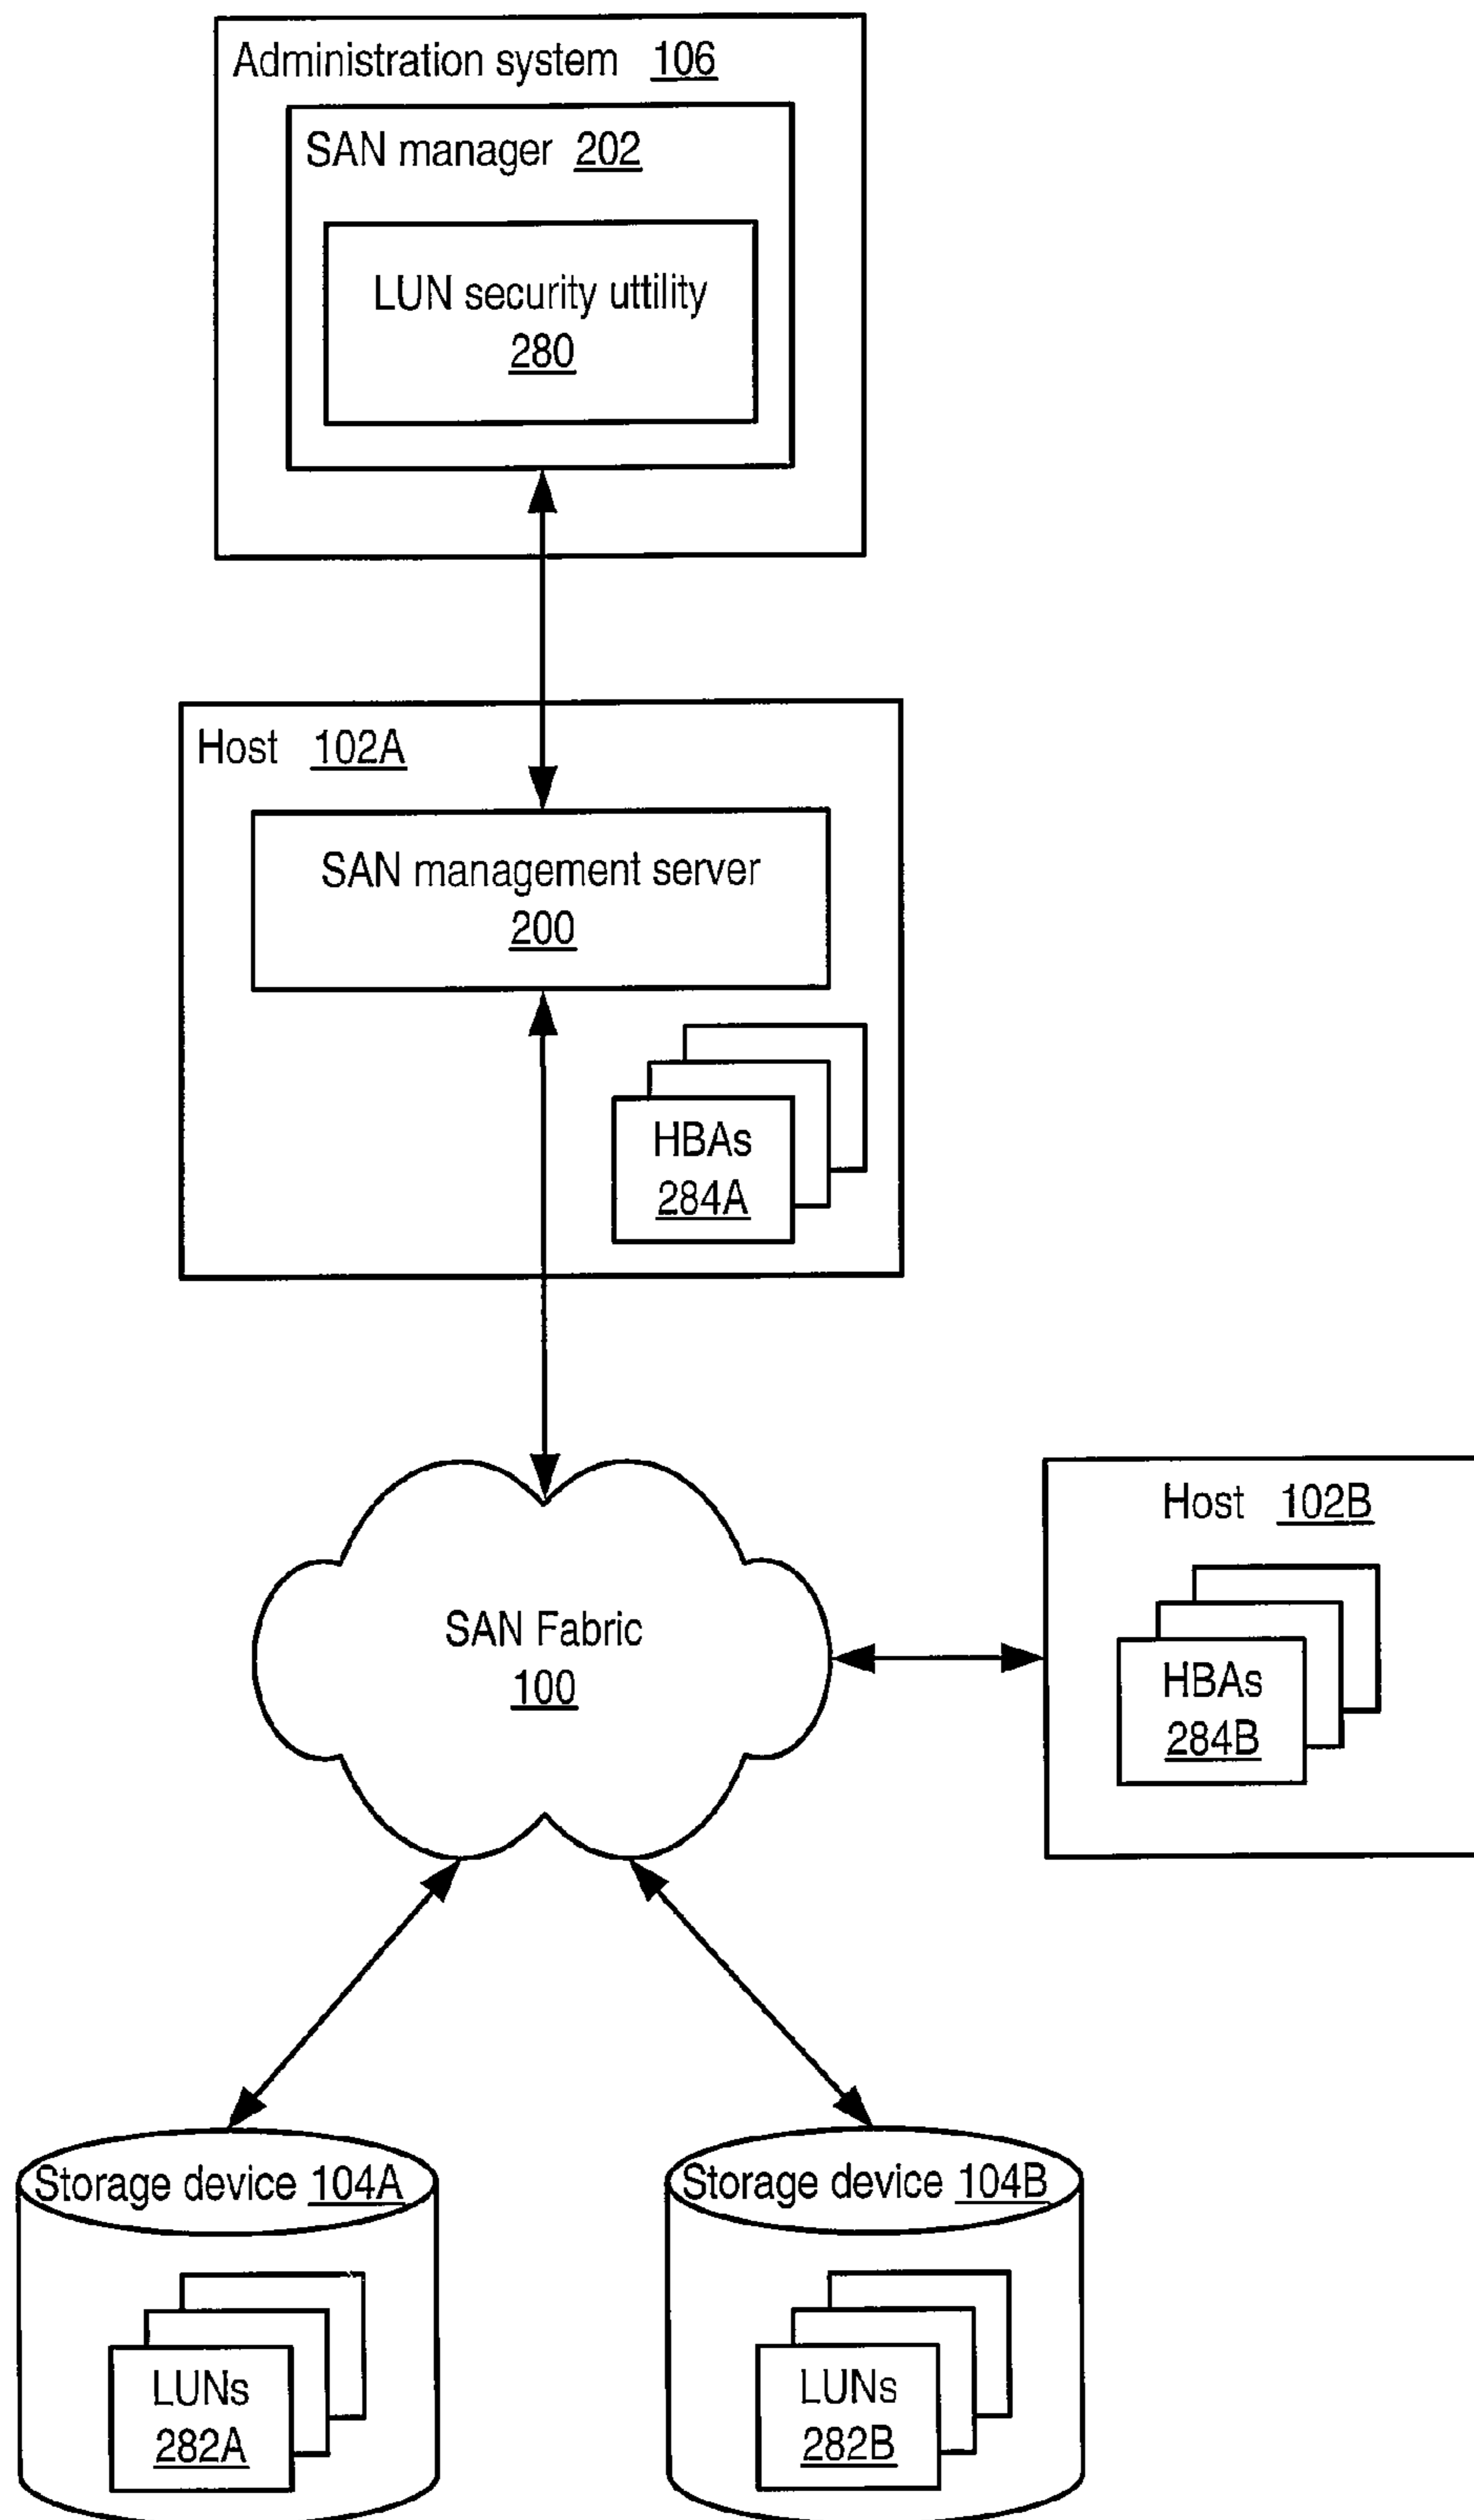 Administration system 106
SAN manager 202
LUN security uttility
280
Host 102A
SAN management server
200
HBAs
284A
Host 102B
SAN Fabric
100
HBAs
284B
Storage device 104A
Storage device 104B
LUNs
282A
LUNs
282B